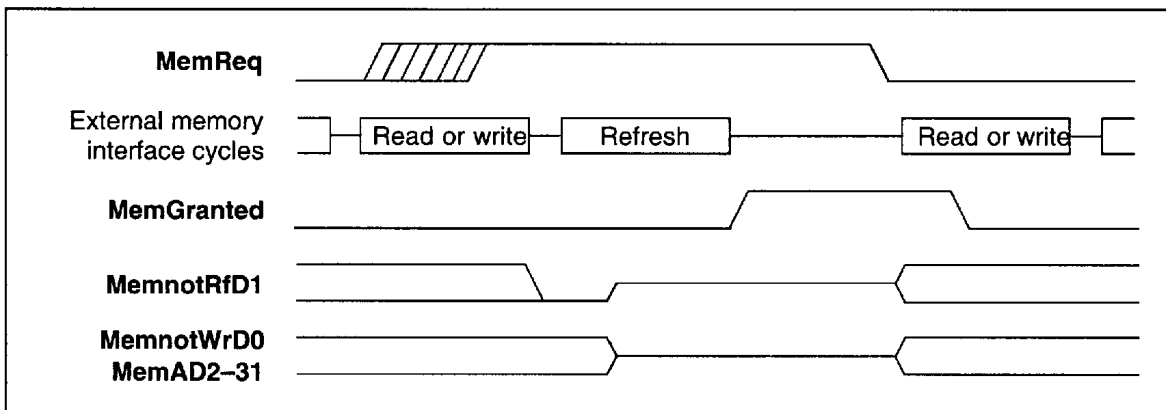 MemReq
External memory
interface cycles
Read or write Refresh Read or write
MemGranted
MemnotRfD1
MemnotWrD0
MemAD2–31